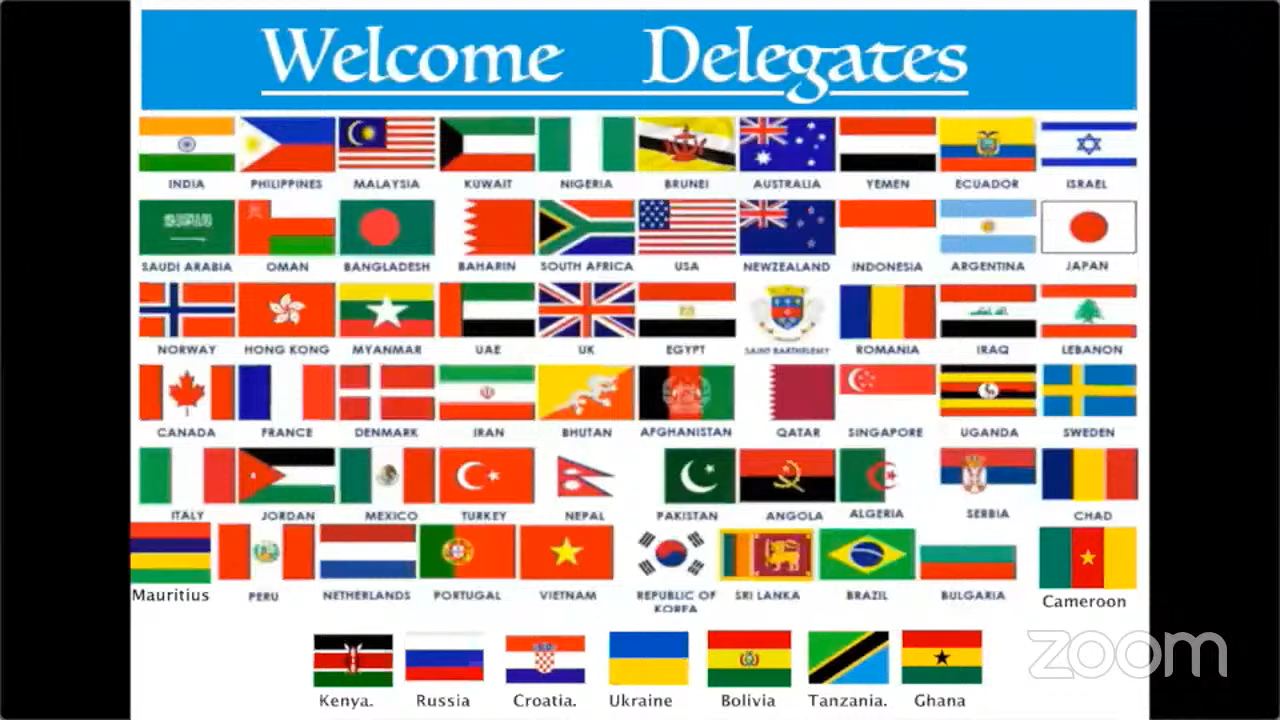 Welcome Delegates
INDIA PHILIPPINES MALAYSIA KUWAIT NIGERIA BRUNEI AUSTRALIA YEMEN ECUADOR ISRAEL
SAUDI ARABIA OMAN BANGLADESH BAHARIN SOUTH AFRICA USA NEWZEALAND INDONESIA ARGENTINA JAPAN
NORWAY HONG KONG MYANMAR UAE UK EGYPT SAINT BARTHELEMY ROMANIA IRAQ LEBANON
CANADA FRANCE DENMARK IRAN BHUTAN AFGHANISTAN QATAR SINGAPORE UGANDA SWEDEN
ITALY JORDAN MEXICO TURKEY NEPAL PAKISTAN ANGOLA ALGERIA SERBIA CHAD
Mauritius PERU NETHERLANDS PORTUGAL VIETNAM REPUBLIC OF KOREA SRI LANKA BRAZIL BULGARIA Cameroon
zoom
Kenya. Russia Croatia. Ukraine Bolivia Tanzania. Ghana